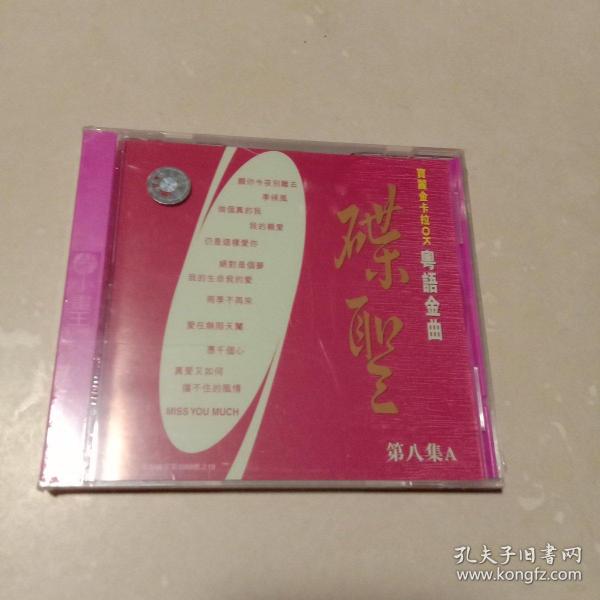 願你今夜別離去
季候風
做個真的我
我的親愛
仍是這樣愛你
絕對是個夢
我的生命我的愛
雨季不再來
愛在無限天驚
憑千個心
真愛又如何
擋不住的風情
MISS YOU MUCH
寶麗金卡拉OK
粵語金曲
碟聖
第八集A
孔夫子旧书网
www.kongfz.com